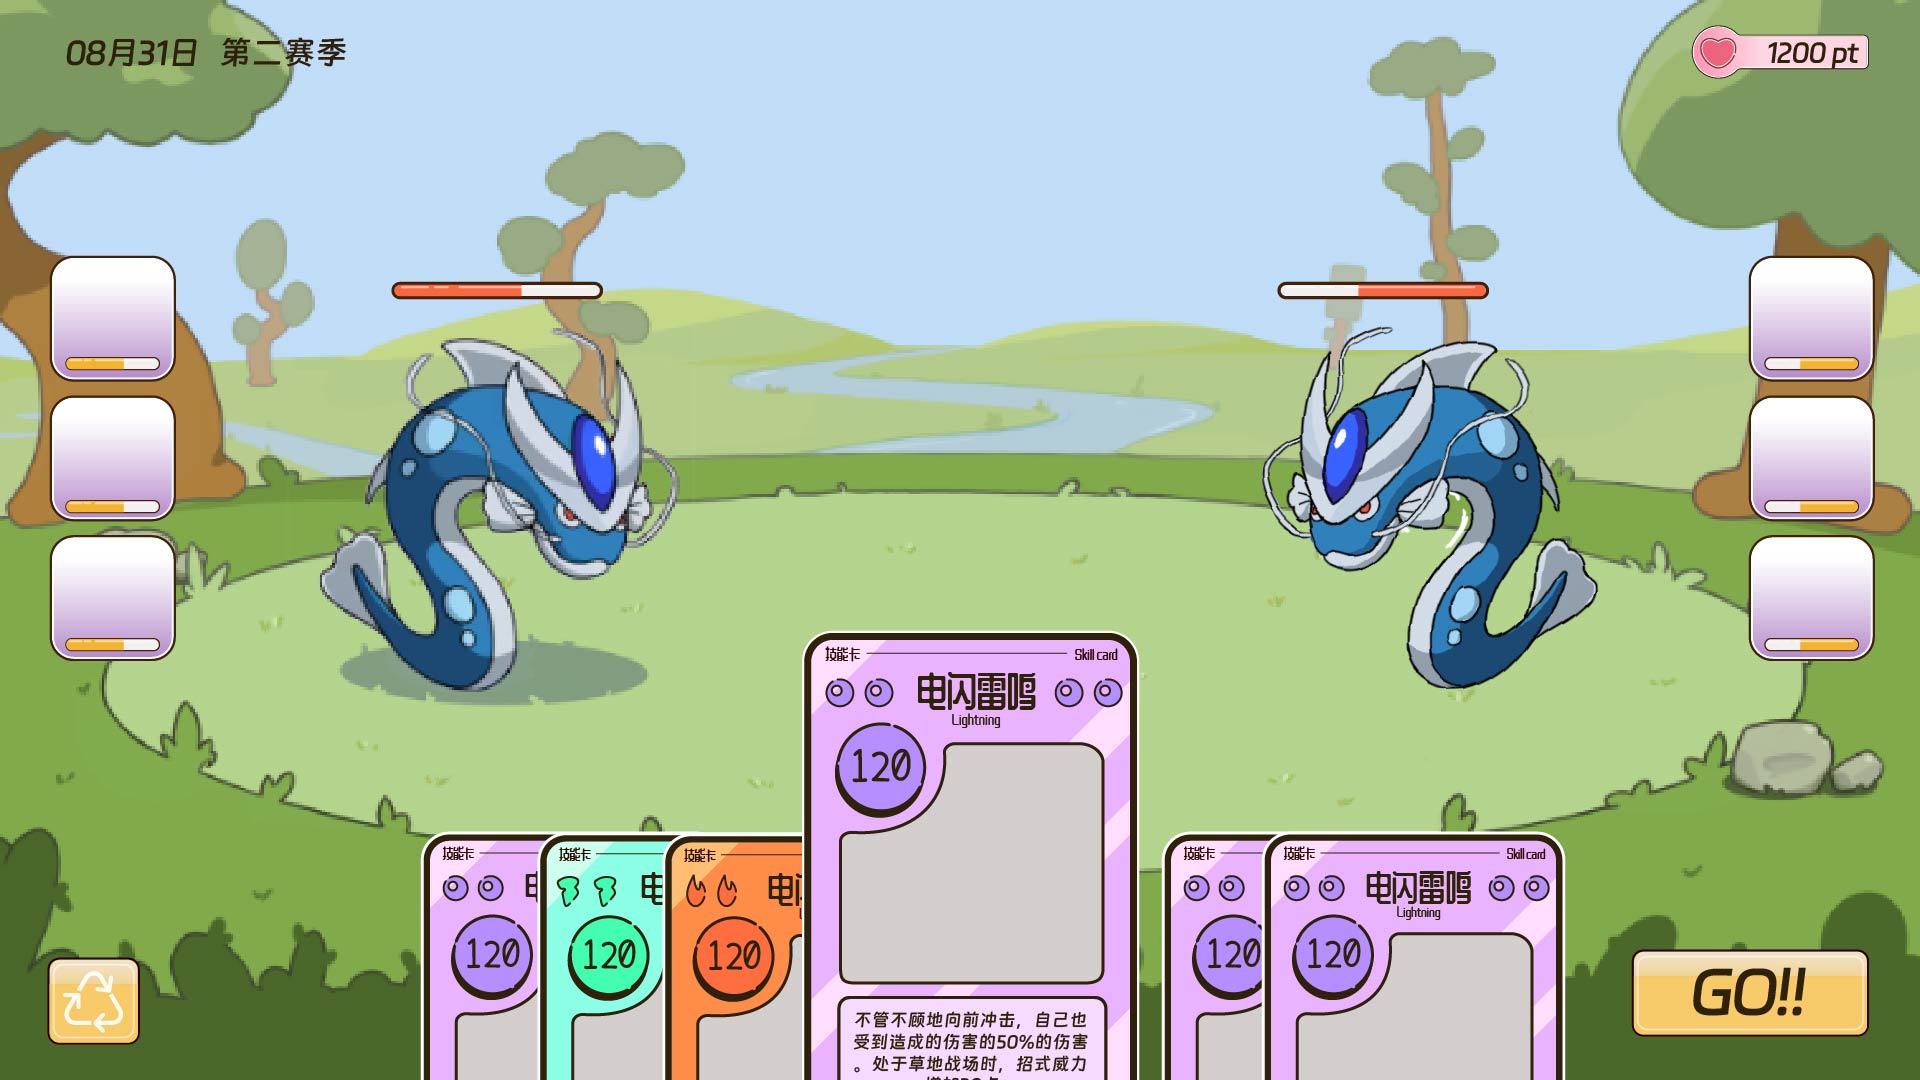 08月31日 第二赛季
1200 pt
技能卡 Skill card
电闪雷鸣
Lightning
120
不管不顾地向前冲击，自己也
受到造成的伤害的50%的伤害
。处于草地战场时，招式威力
技能卡
120
技能卡
电
120
技能卡
电
120
技能卡
120
技能卡 Skill card
电闪雷鸣
Lightning
120
GO!!